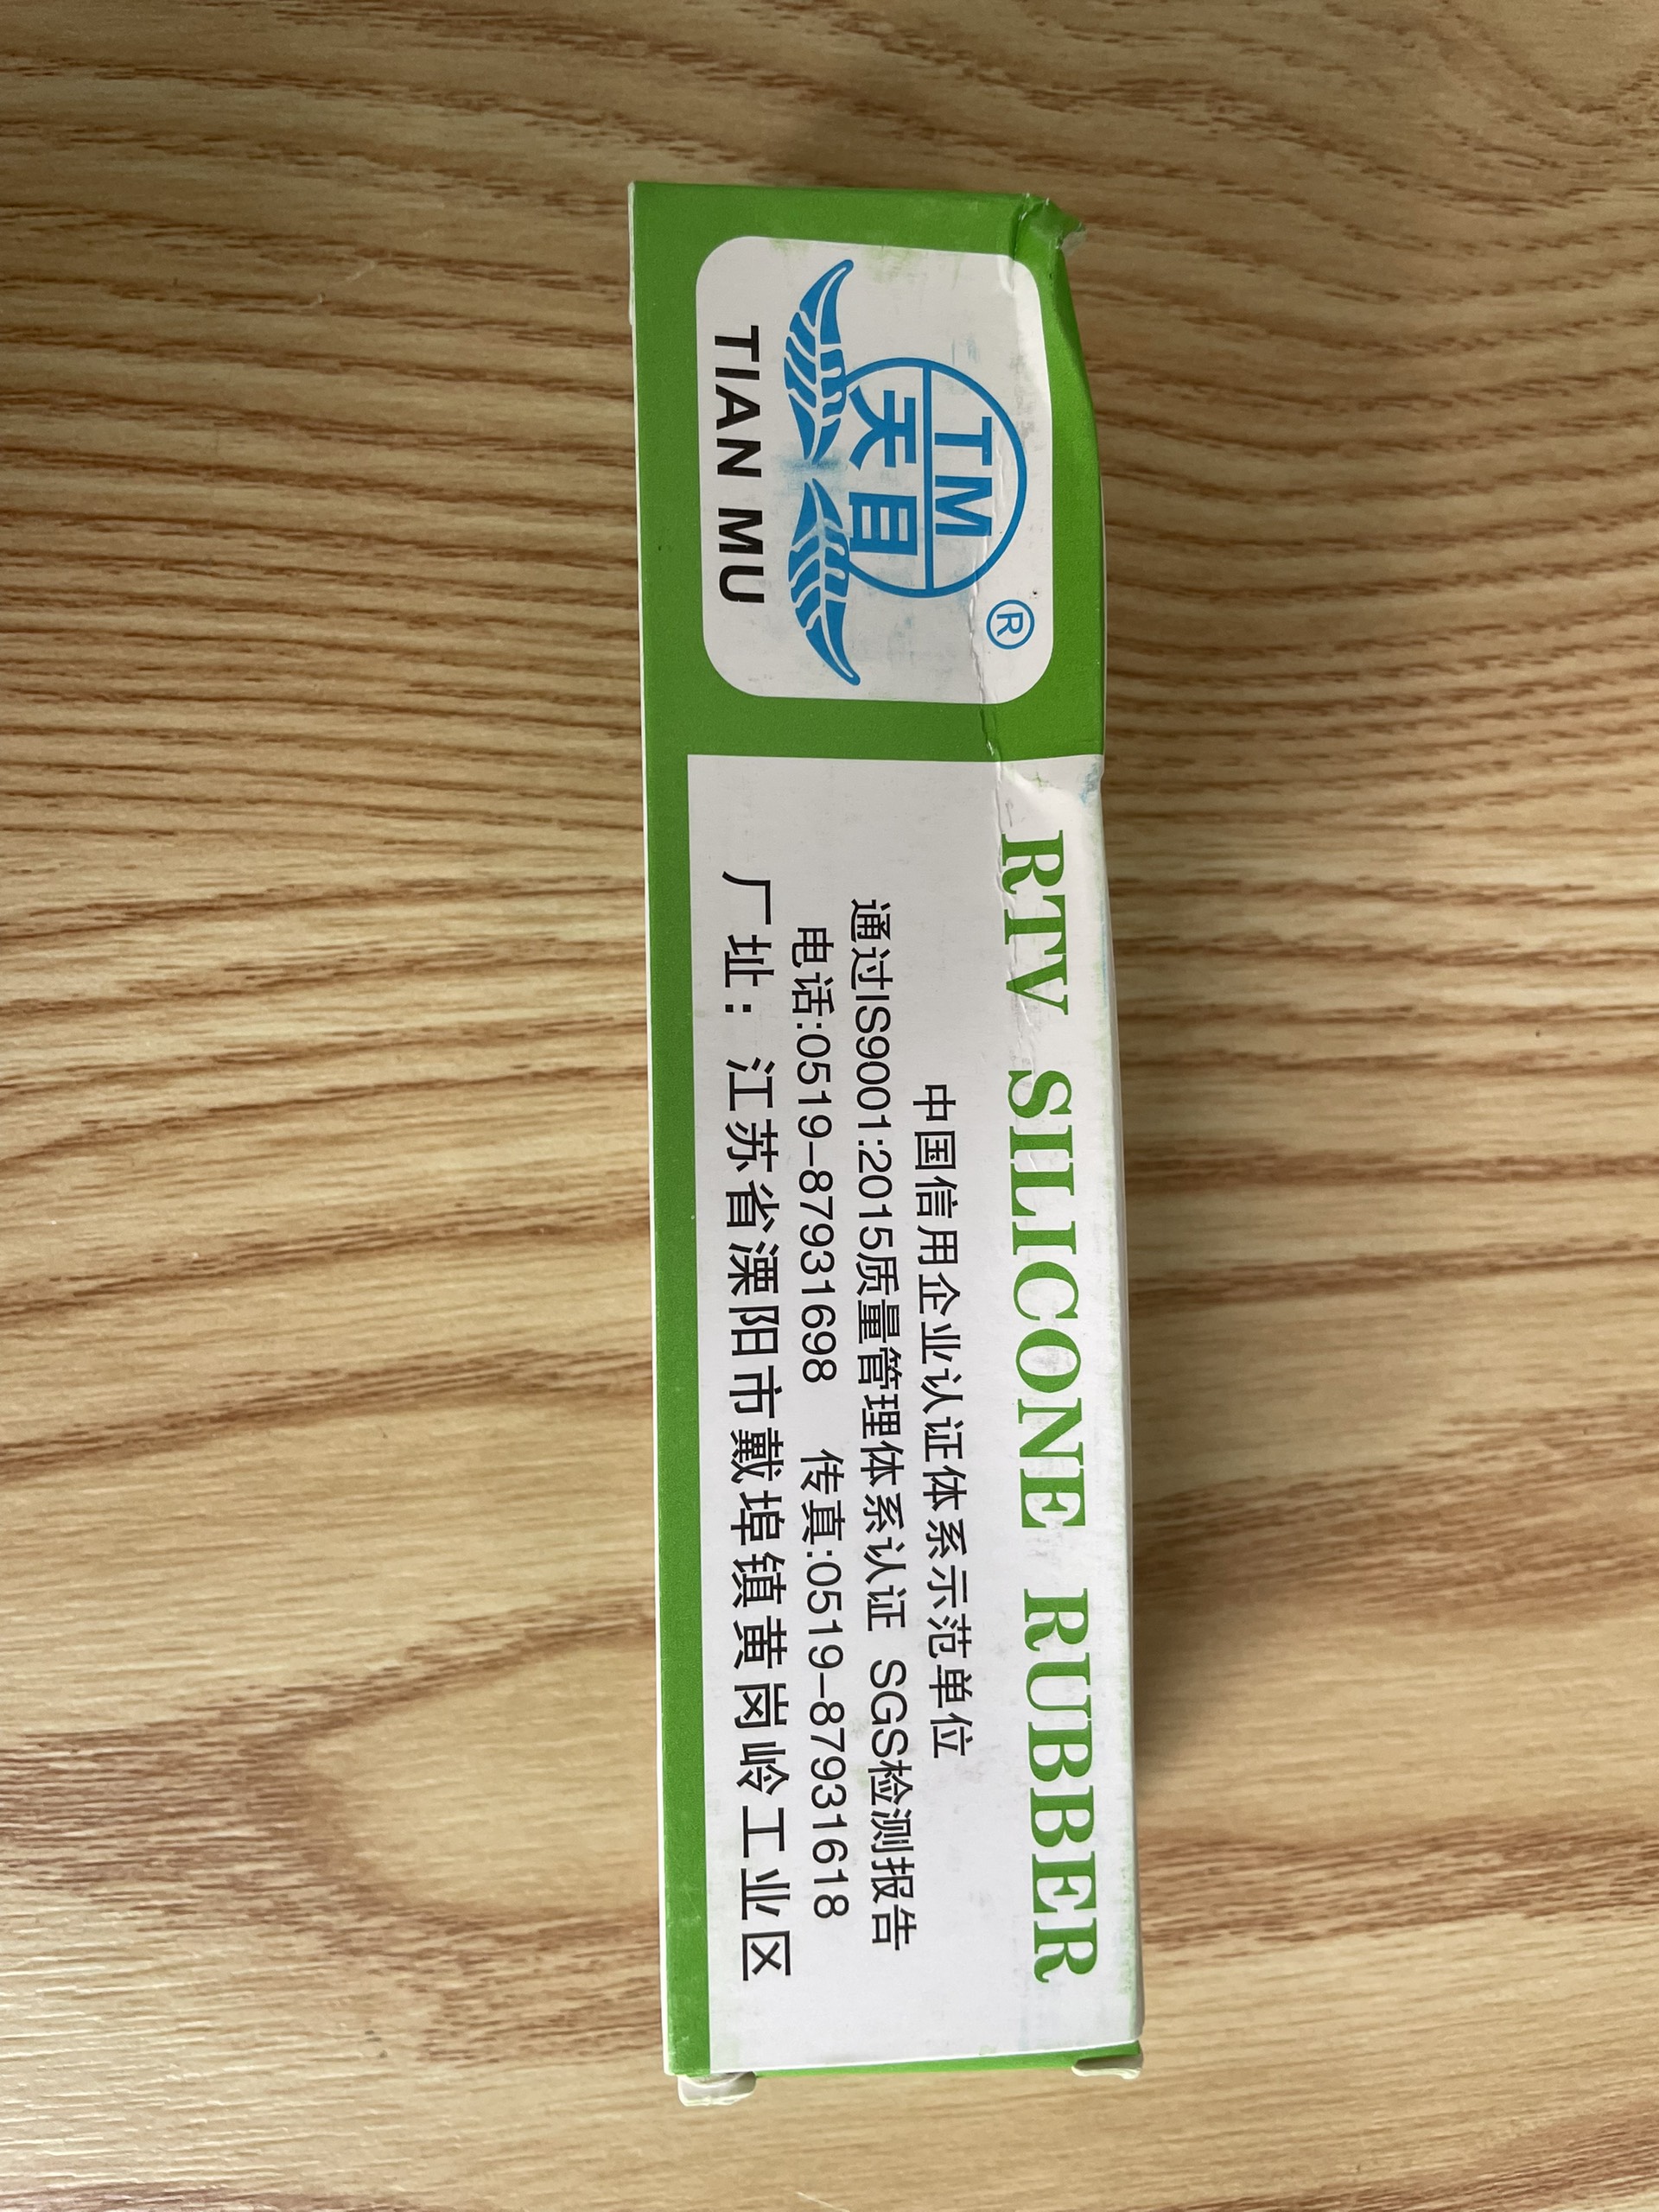 TM
天目
®
TIAN MU
RTV SILICONE RUBBER
中国信用企业认证体系示范单位
通过IS9001:2015质量管理体系认证 SGS检测报告
电话:0519-87931698 传真:0519-87931618
厂址：江苏省溧阳市戴埠镇黄岗岭工业区